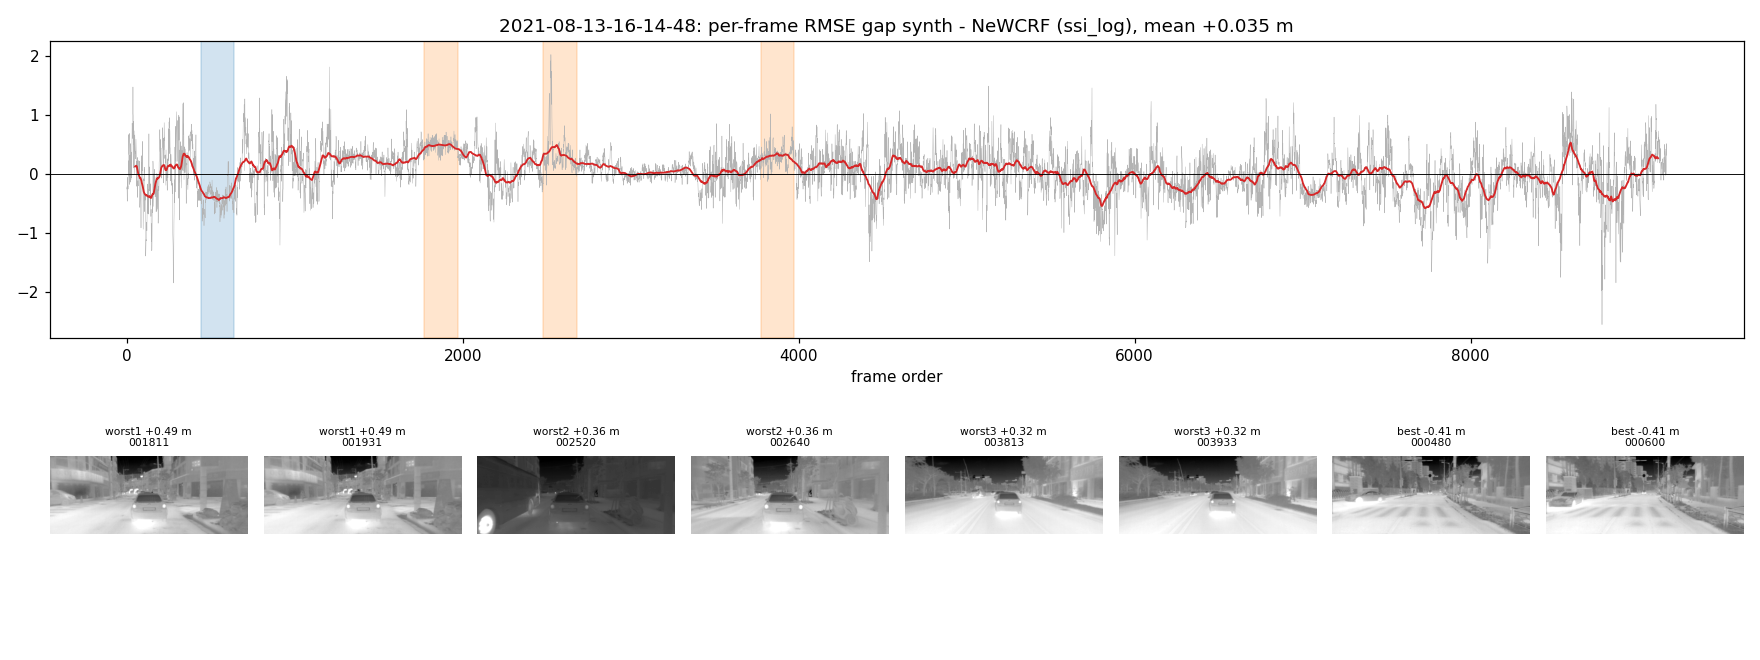 2021-08-13-16-14-48: per-frame RMSE gap synth - NeWCRF (ssi_log), mean +0.035 m
2
1
0
−1
−2
0
2000
4000
6000
8000
frame order
worst1 +0.49 m
001811
worst1 +0.49 m
001931
worst2 +0.36 m
002520
worst2 +0.36 m
002640
worst3 +0.32 m
003813
worst3 +0.32 m
003933
best -0.41 m
000480
best -0.41 m
000600